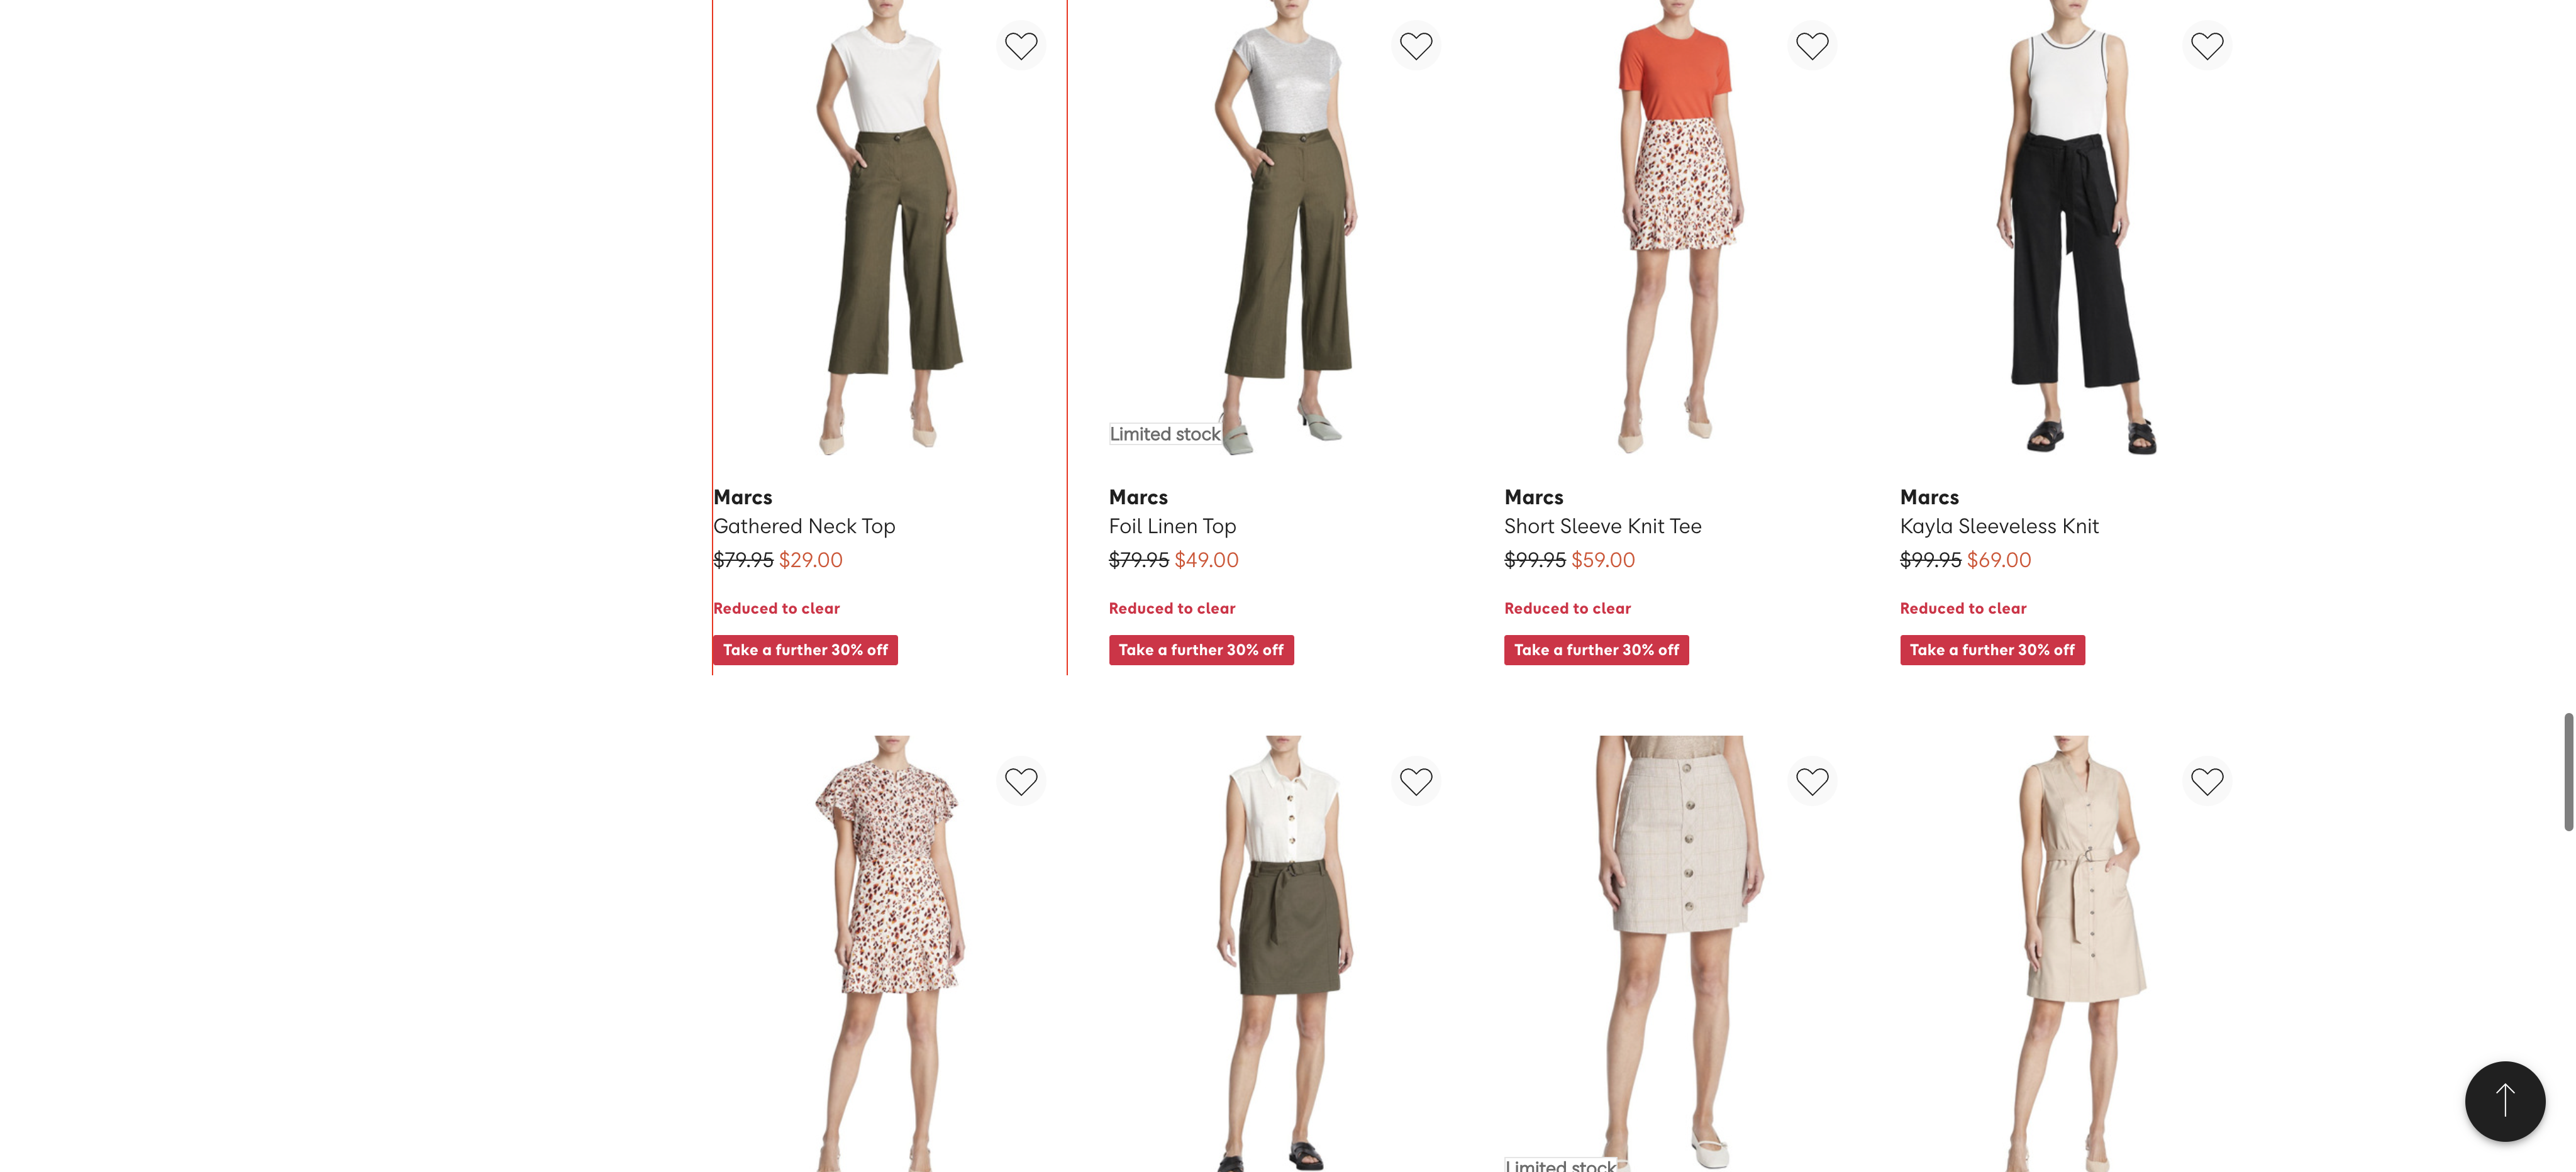 Limited stock
Marcs
Gathered Neck Top
$79.95 $29.00
Reduced to clear
Take a further 30% off
Marcs
Foil Linen Top
$79.95 $49.00
Reduced to clear
Take a further 30% off
Marcs
Short Sleeve Knit Tee
$99.95 $59.00
Reduced to clear
Take a further 30% off
Marcs
Kayla Sleeveless Knit
$99.95 $69.00
Reduced to clear
Take a further 30% off
Limited stock